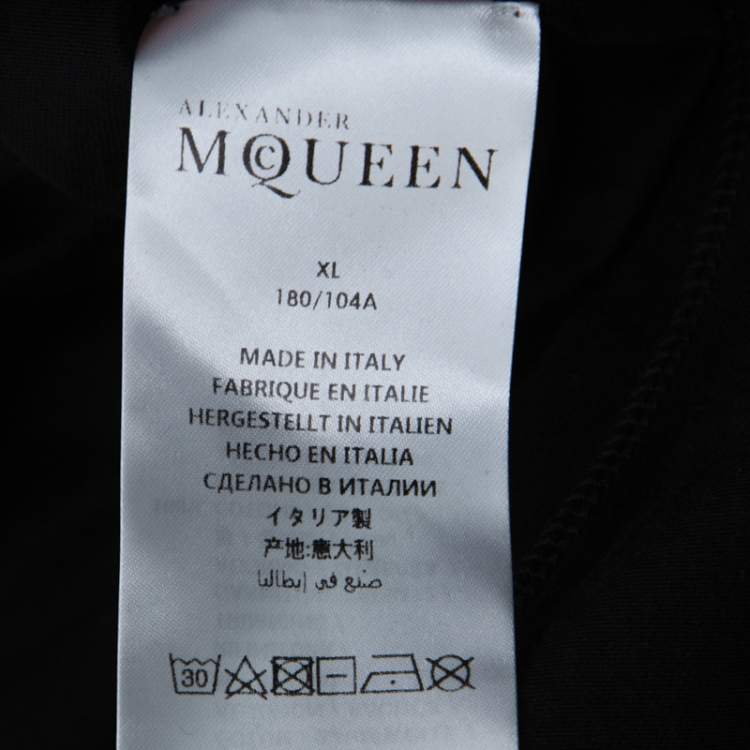 ALEXANDER
MCQUEEN
XL
180/104A
MADE IN ITALY
FABRIQUE EN ITALIE
HERGESTELLT IN ITALIEN
HECHO EN ITALIA
СДЕЛАНО В ИТАЛИИ
イタリア製
产地:意大利
صنع في إيطاليا
30